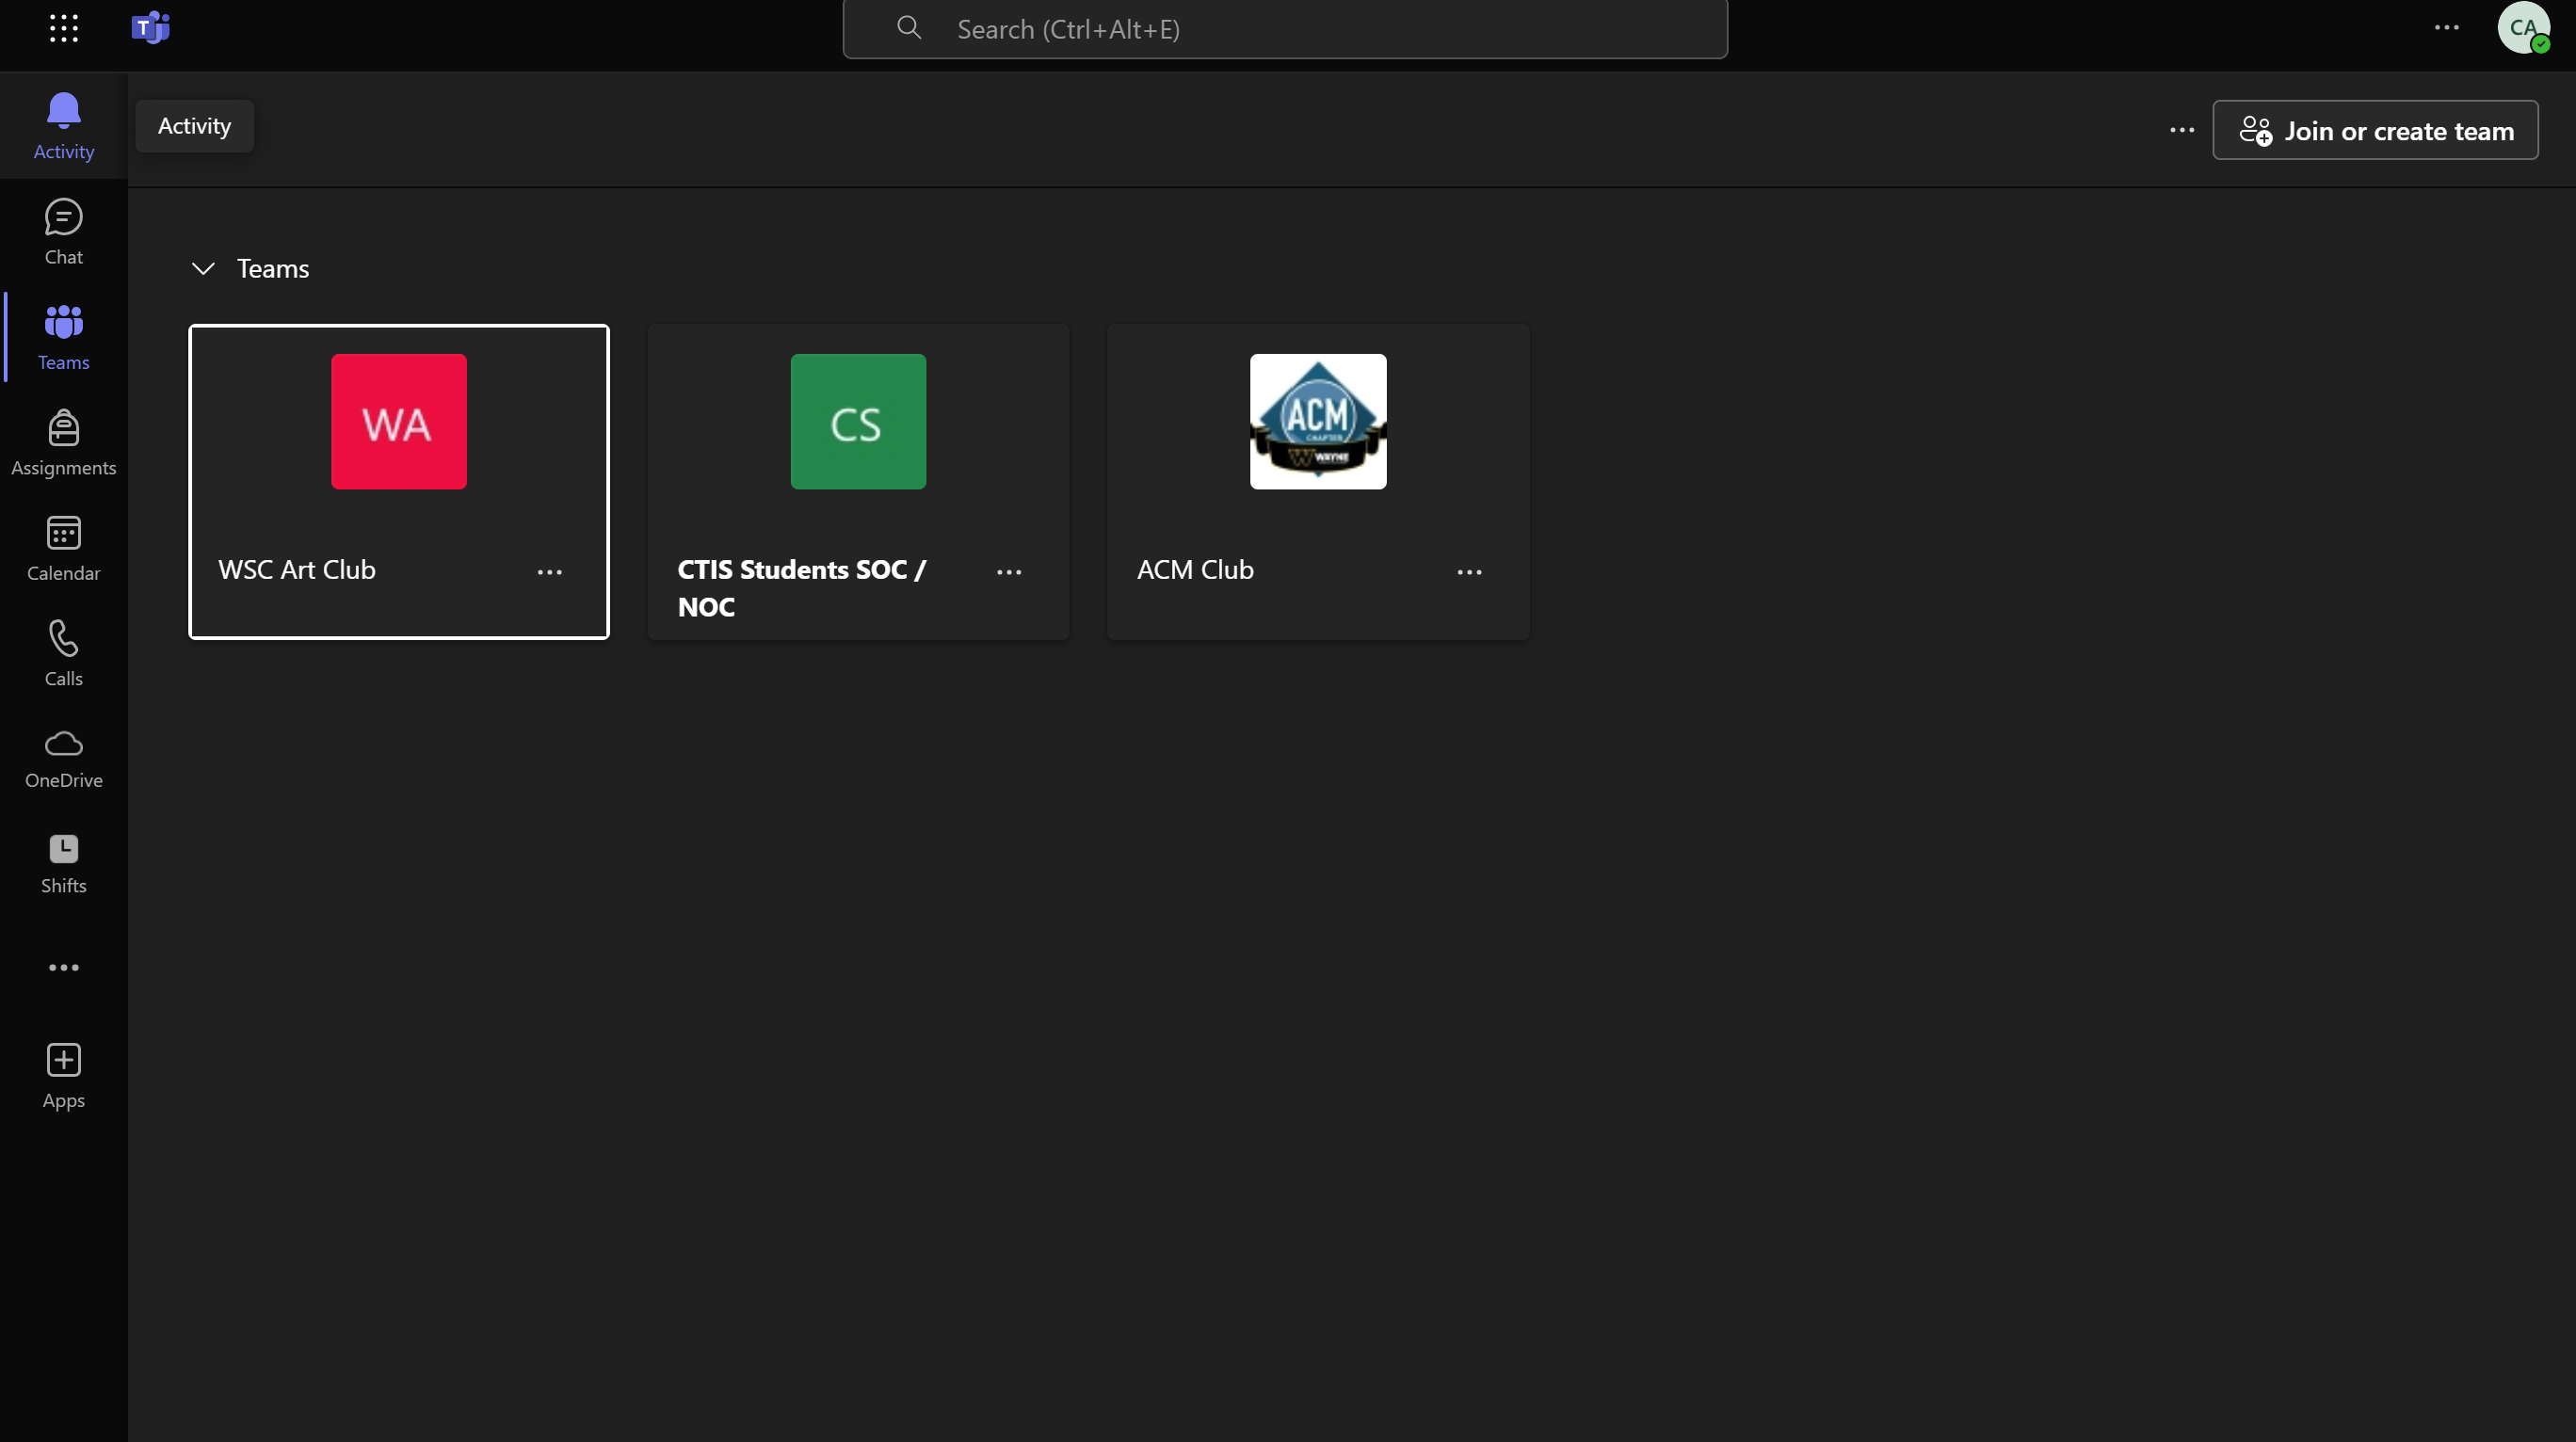 T
Search (Ctrl+Alt+E)
CA
Activity
Activity
Join or create team
Chat
Teams
Teams
Assignments
Calendar
Calls
OneDrive
Shifts
Apps
WA
WSC Art Club
CS
CTIS Students SOC /
NOC
ACM
CHAPTER
W WAYNE
ACM Club